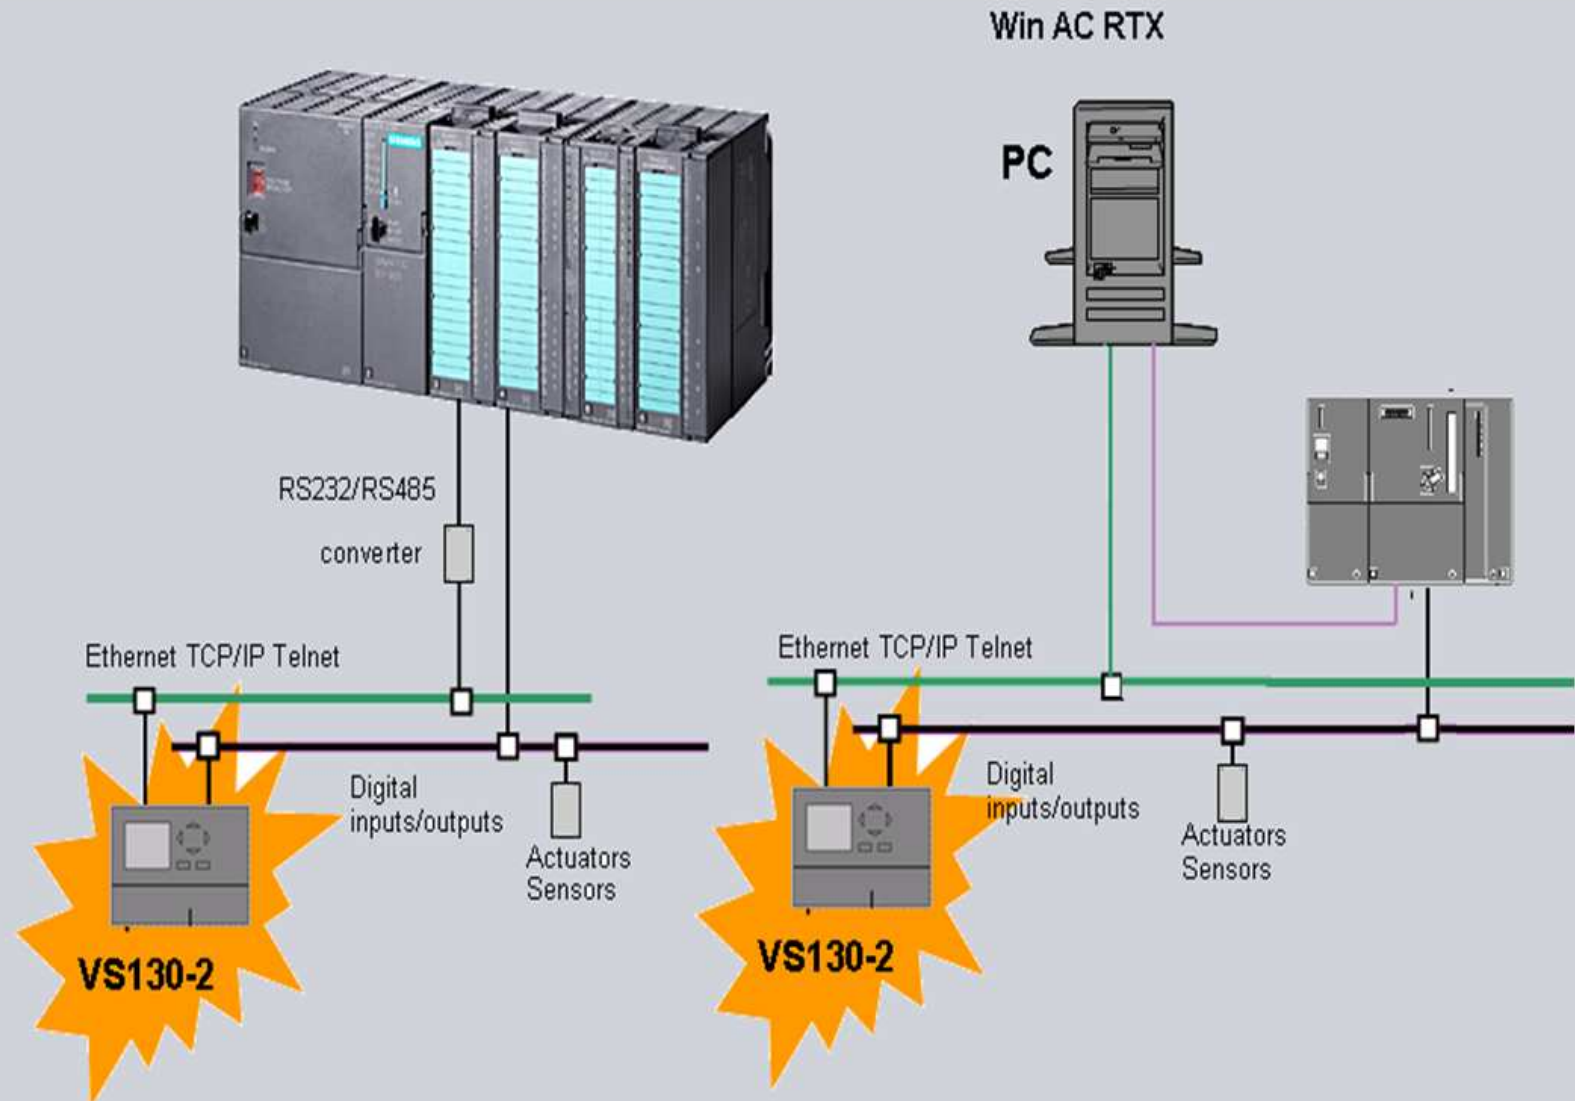 Win AC RTX
PC
SIEMENS
RS232/RS485
converter
Ethernet TCP/IP Telnet
Digital
inputs/outputs
Actuators
Sensors
VS130-2
Ethernet TCP/IP Telnet
Digital
inputs/outputs
Actuators
Sensors
VS130-2